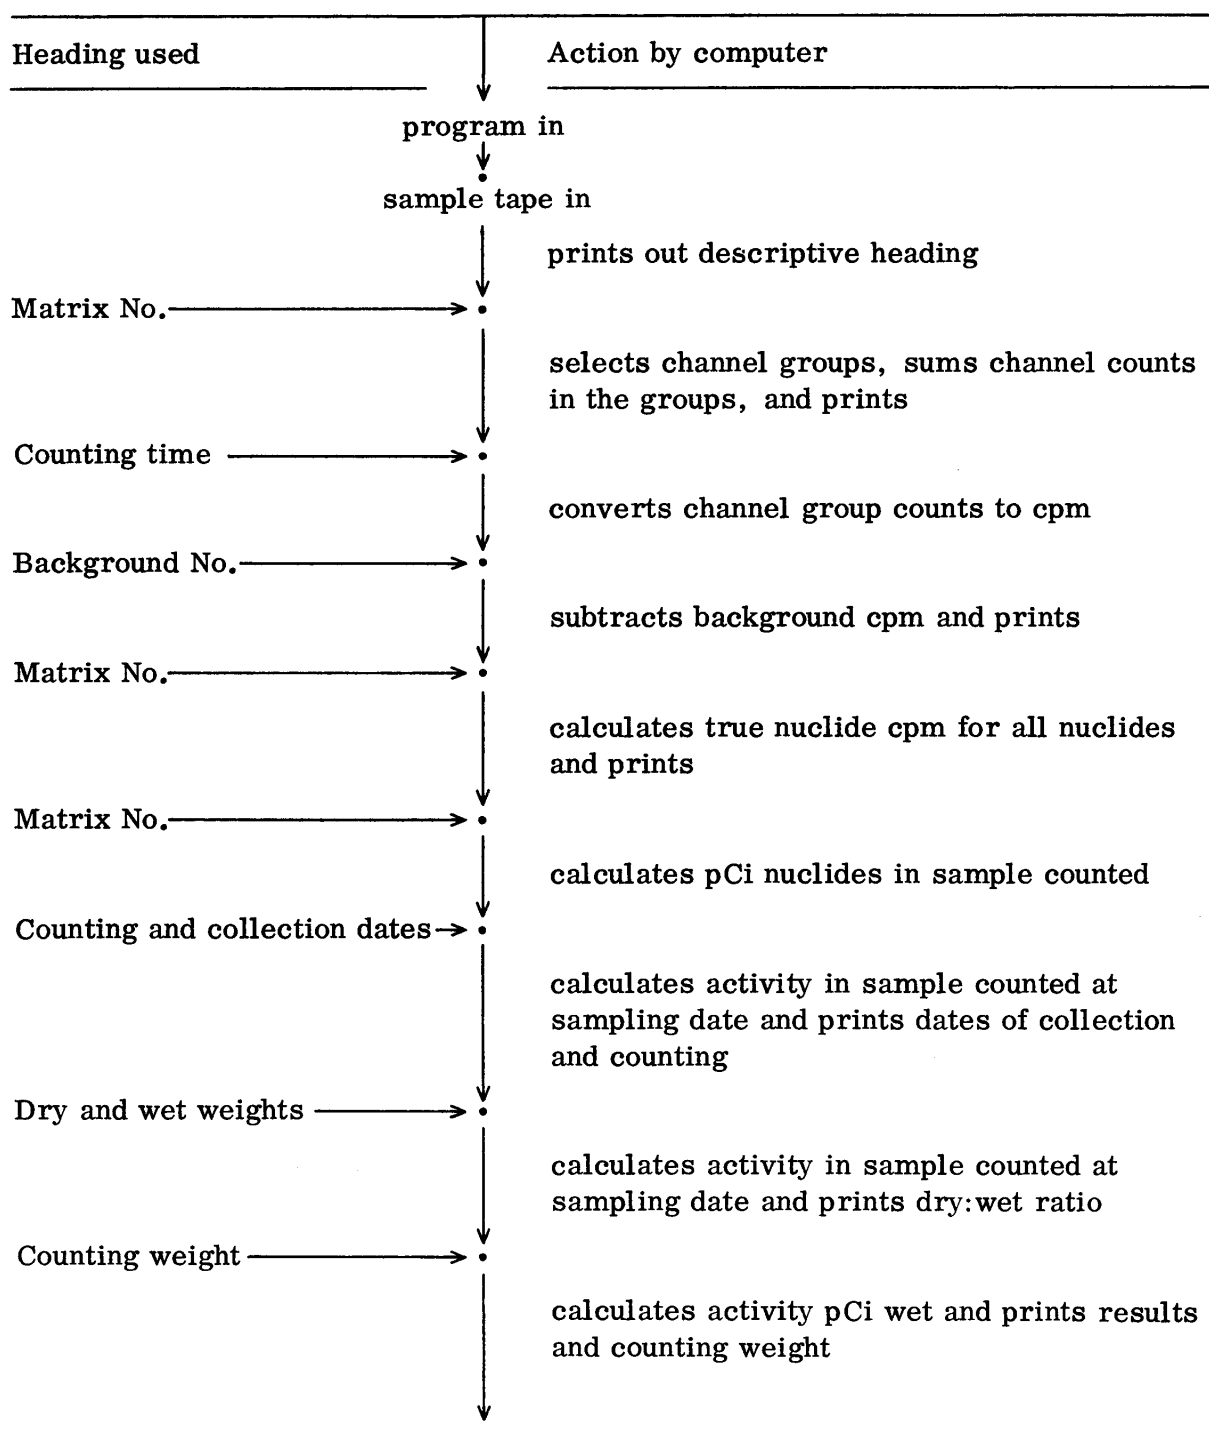 Heading used
Action by computer
program in
sample tape in
prints out descriptive heading
Matrix No.
selects channel groups, sums channel counts
in the groups, and prints
Counting time
converts channel group counts to cpm
Background No.
subtracts background cpm and prints
Matrix No.
calculates true nuclide cpm for all nuclides
and prints
Matrix No.
calculates pCi nuclides in sample counted
Counting and collection dates
calculates activity in sample counted at
sampling date and prints dates of collection
and counting
Dry and wet weights
calculates activity in sample counted at
sampling date and prints dry:wet ratio
Counting weight
calculates activity pCi wet and prints results
and counting weight